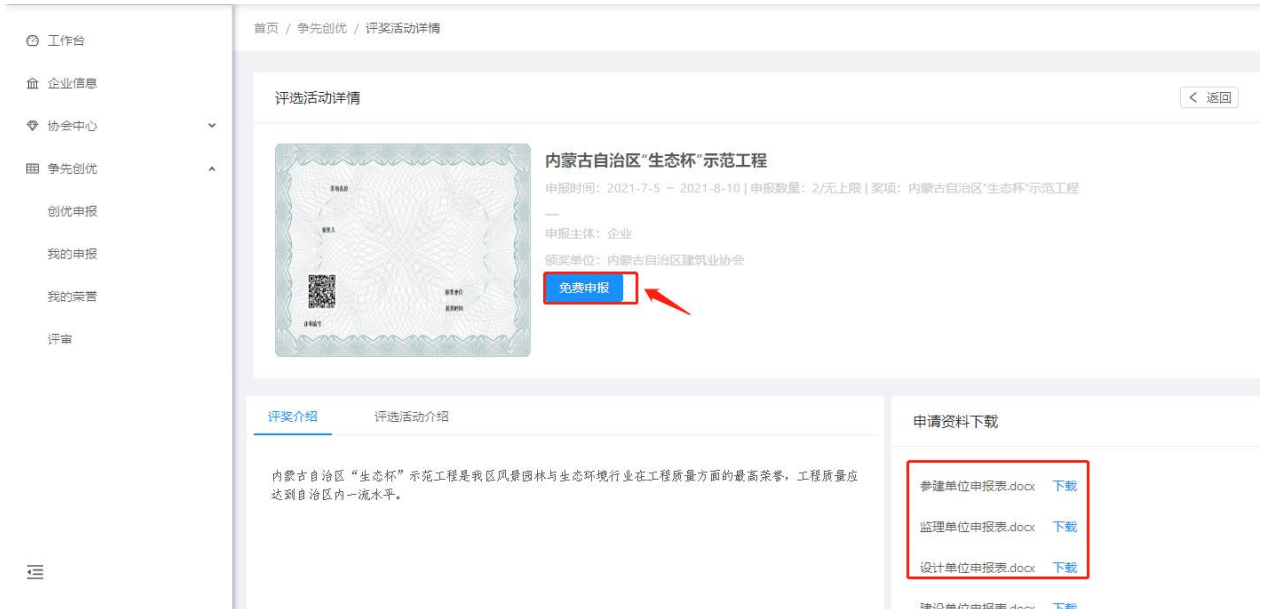 工作台
企业信息
协会中心
争先创优
创优申报
我的申报
我的荣誉
评审
首页 / 争先创优 / 评奖活动详情
评选活动详情
< 返回
内蒙古自治区“生态杯”示范工程
申报时间：2021-7-5 ~ 2021-8-10 | 申报数量：2/无上限 | 奖项：内蒙古自治区“生态杯”示范工程
申报主体：企业
颁奖单位：内蒙古自治区建筑业协会
免费申报
评奖介绍 评选活动介绍
内蒙古自治区“生态杯”示范工程是我区风景园林与生态环境行业在工程质量方面的最高荣誉，工程质量应
达到自治区内一流水平。
申请资料下载
参建单位申报表.docx 下载
监理单位申报表.docx 下载
设计单位申报表.docx 下载
建设单位申报表.docx 下载